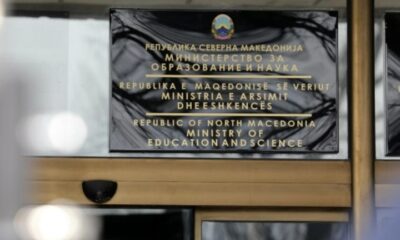 РЕПУБЛИКА СЕВЕРНА МАКЕДОНИЈА
МИНИСТЕРСТВО ЗА
ОБРАЗОВАНИЕ И НАУКА
REPUBLIKA E MAQEDONISË SË VERIUT
MINISTRIA E ARSIMIT
DHE ESHKENCËS
REPUBLIC OF NORTH MACEDONIA
MINISTRY OF
EDUCATION AND SCIENCE